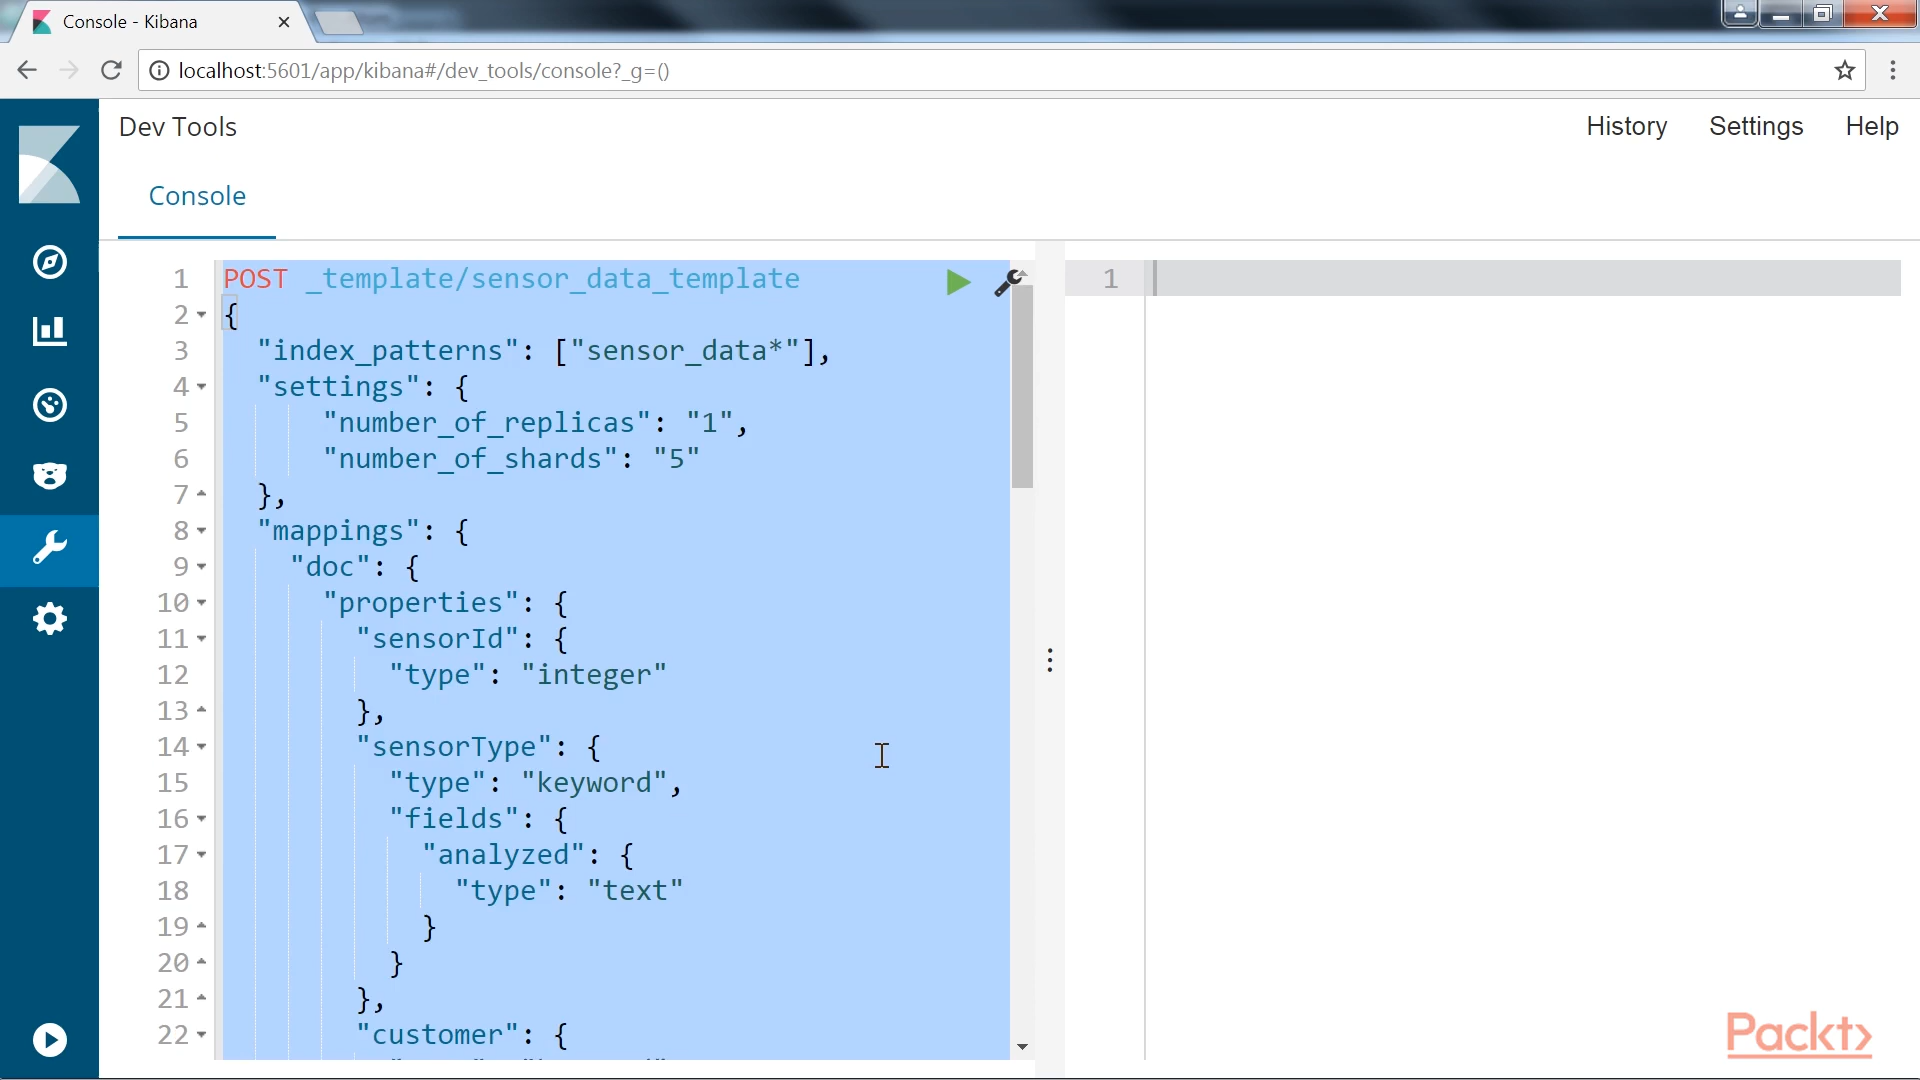 Console - Kibana
localhost:5601/app/kibana#/dev_tools/console?_g=()
Dev Tools
History Settings Help
Console
1 POST _template/sensor_data_template
2 {
3 "index_patterns": ["sensor_data*"],
4 "settings": {
5 "number_of_replicas": "1",
6 "number_of_shards": "5"
7 },
8 "mappings": {
9 "doc": {
10 "properties": {
11 "sensorId": {
12 "type": "integer"
13 },
14 "sensorType": {
15 "type": "keyword",
16 "fields": {
17 "analyzed": {
18 "type": "text"
19 }
20 }
21 },
22 "customer": {
1
Packt>